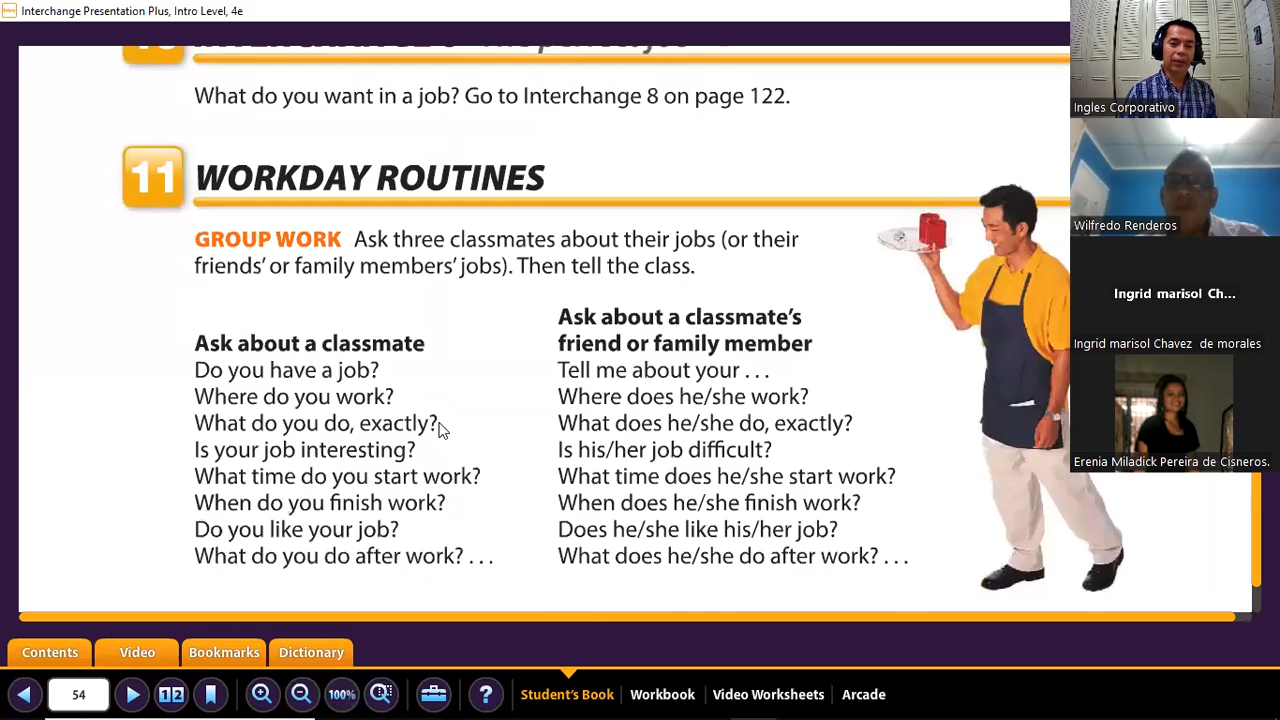 Interchange Presentation Plus, Intro Level, 4e
What do you want in a job? Go to Interchange 8 on page 122.
11 WORKDAY ROUTINES
GROUP WORK Ask three classmates about their jobs (or their
friends' or family members' jobs). Then tell the class.
Ask about a classmate
Do you have a job?
Where do you work?
What do you do, exactly?
Is your job interesting?
What time do you start work?
When do you finish work?
Do you like your job?
What do you do after work? . . .
Ask about a classmate's
friend or family member
Tell me about your . . .
Where does he/she work?
What does he/she do, exactly?
Is his/her job difficult?
What time does he/she start work?
When does he/she finish work?
Does he/she like his/her job?
What does he/she do after work? . . .
Ingles Corporativo
Wilfredo Renderos
Ingrid marisol Ch...
Ingrid marisol Chavez de morales
Erenia Miladick Pereira de Cisneros.
Contents
Video
Bookmarks
Dictionary
54
12
100%
?
Student's Book
Workbook
Video Worksheets
Arcade